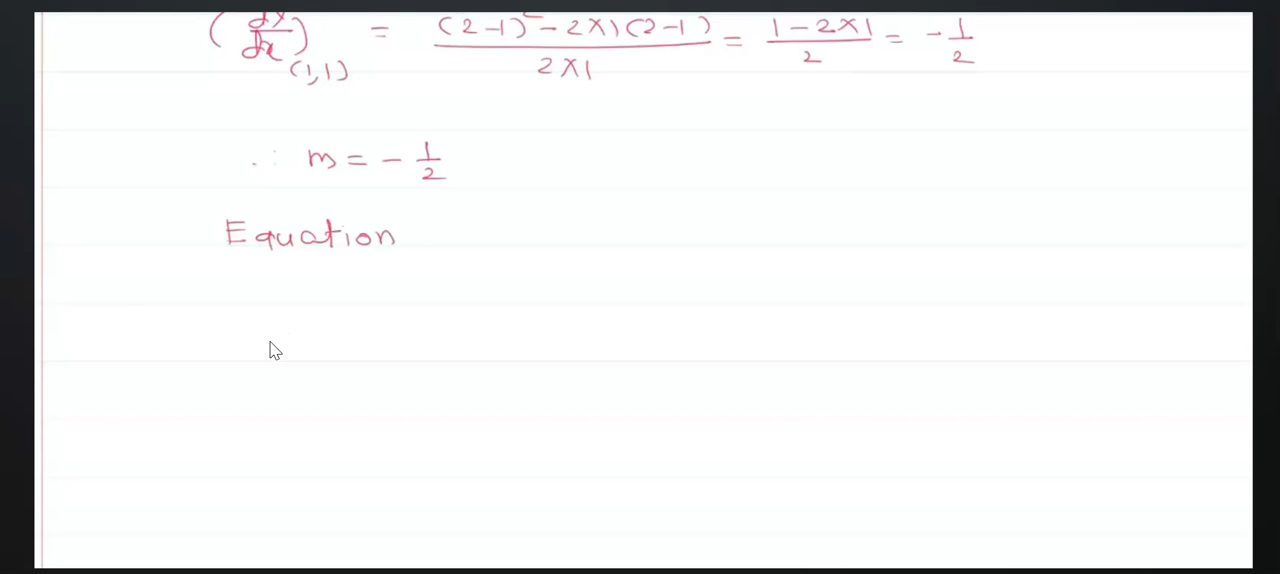 (dy/dx)(1,1) = ((2-1)² - 2×1(2-1))/(2×1) = (1-2×1)/2 = -1/2
∴ m = -1/2
Equation